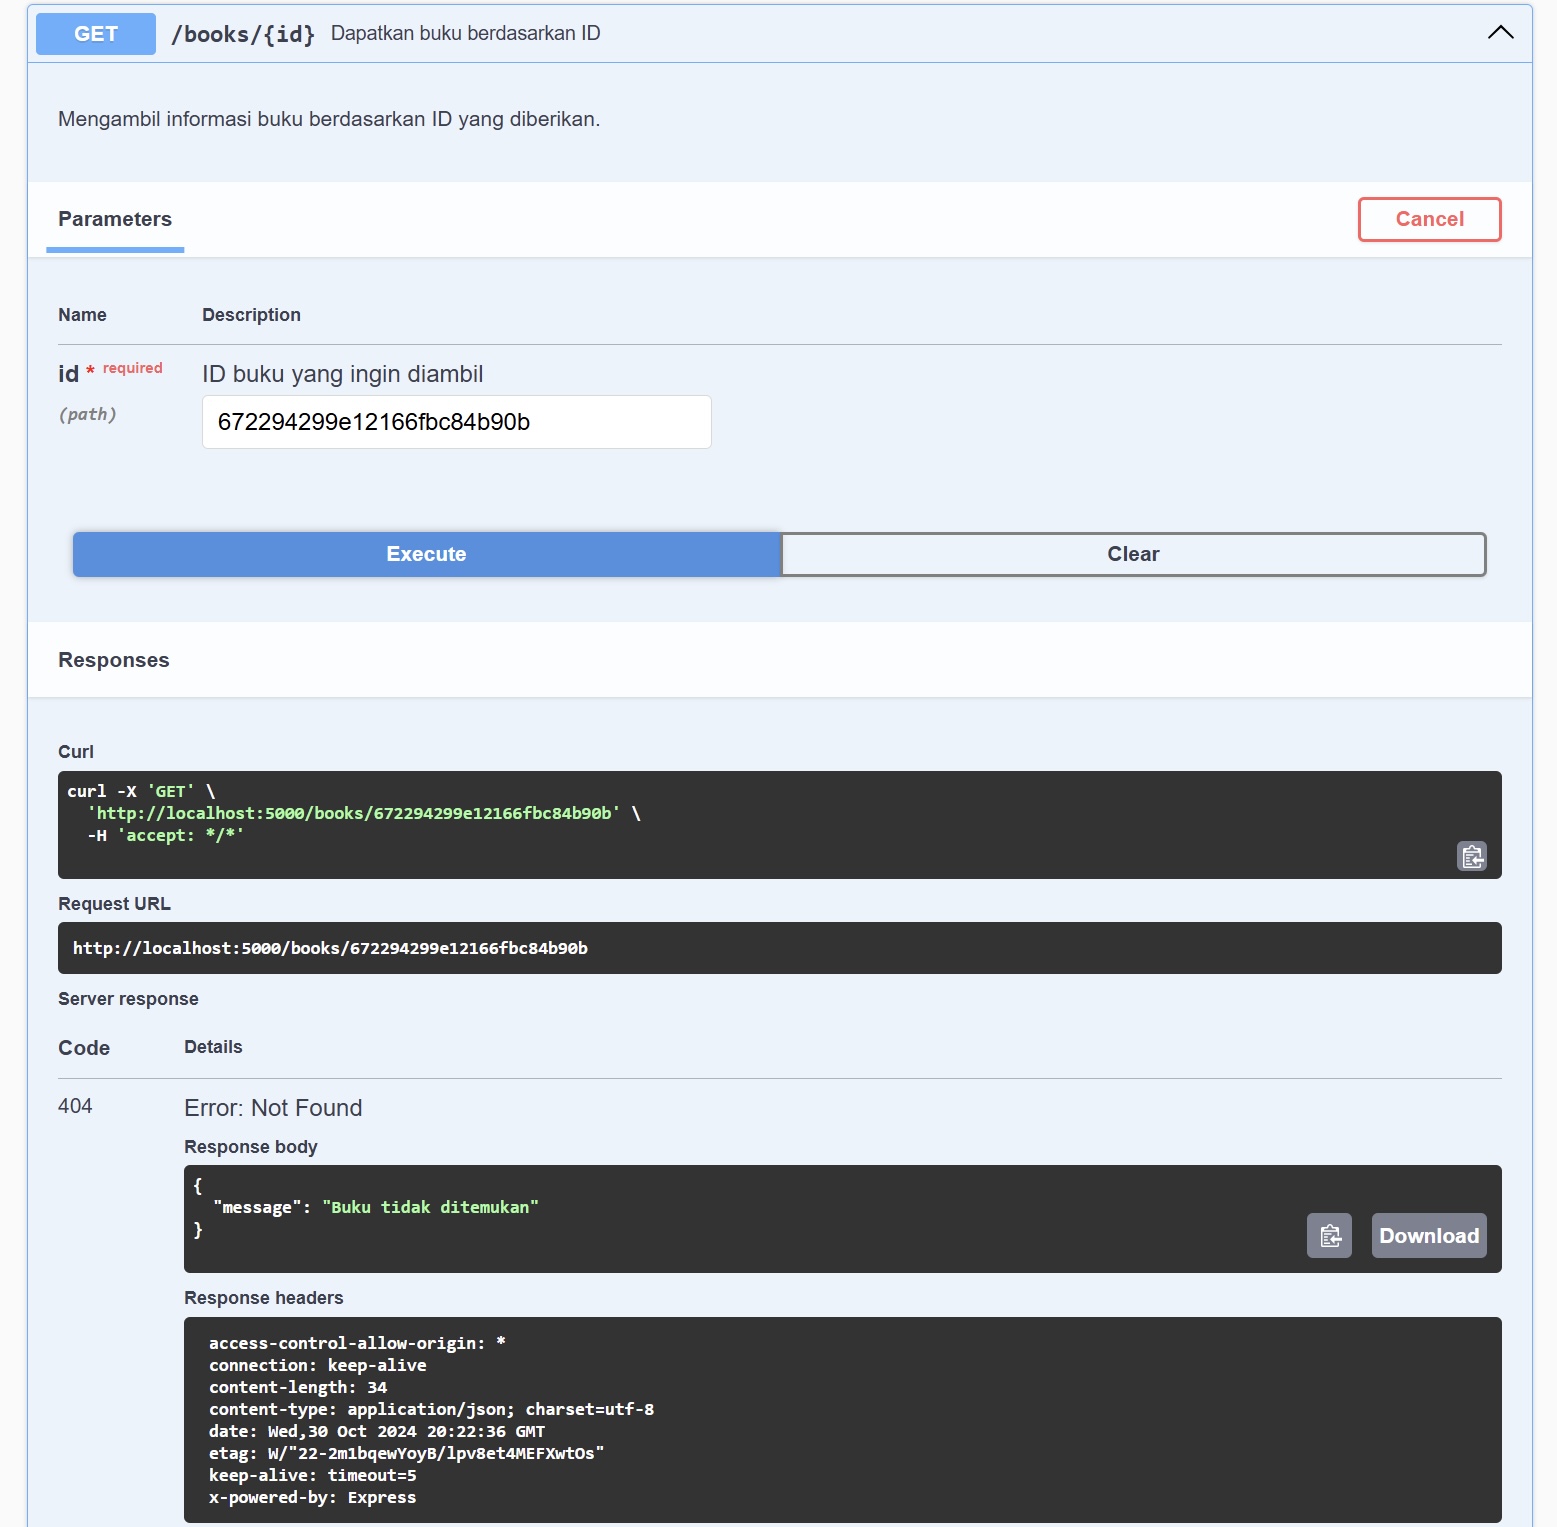 GET /books/{id} Dapatkan buku berdasarkan ID
Mengambil informasi buku berdasarkan ID yang diberikan.
Parameters
Cancel
Name Description
id * required ID buku yang ingin diambil
(path) 672294299e12166fbc84b90b
Execute Clear
Responses
Curl
curl -X 'GET' \
'http://localhost:5000/books/672294299e12166fbc84b90b' \
-H 'accept: */*'
Request URL
http://localhost:5000/books/672294299e12166fbc84b90b
Server response
Code Details
404 Error: Not Found
Response body
{
"message": "Buku tidak ditemukan"
}
Download
Response headers
access-control-allow-origin: *
connection: keep-alive
content-length: 34
content-type: application/json; charset=utf-8
date: Wed,30 Oct 2024 20:22:36 GMT
etag: W/"22-2m1bqewYoyB/lpv8et4MEFXwtOs"
keep-alive: timeout=5
x-powered-by: Express